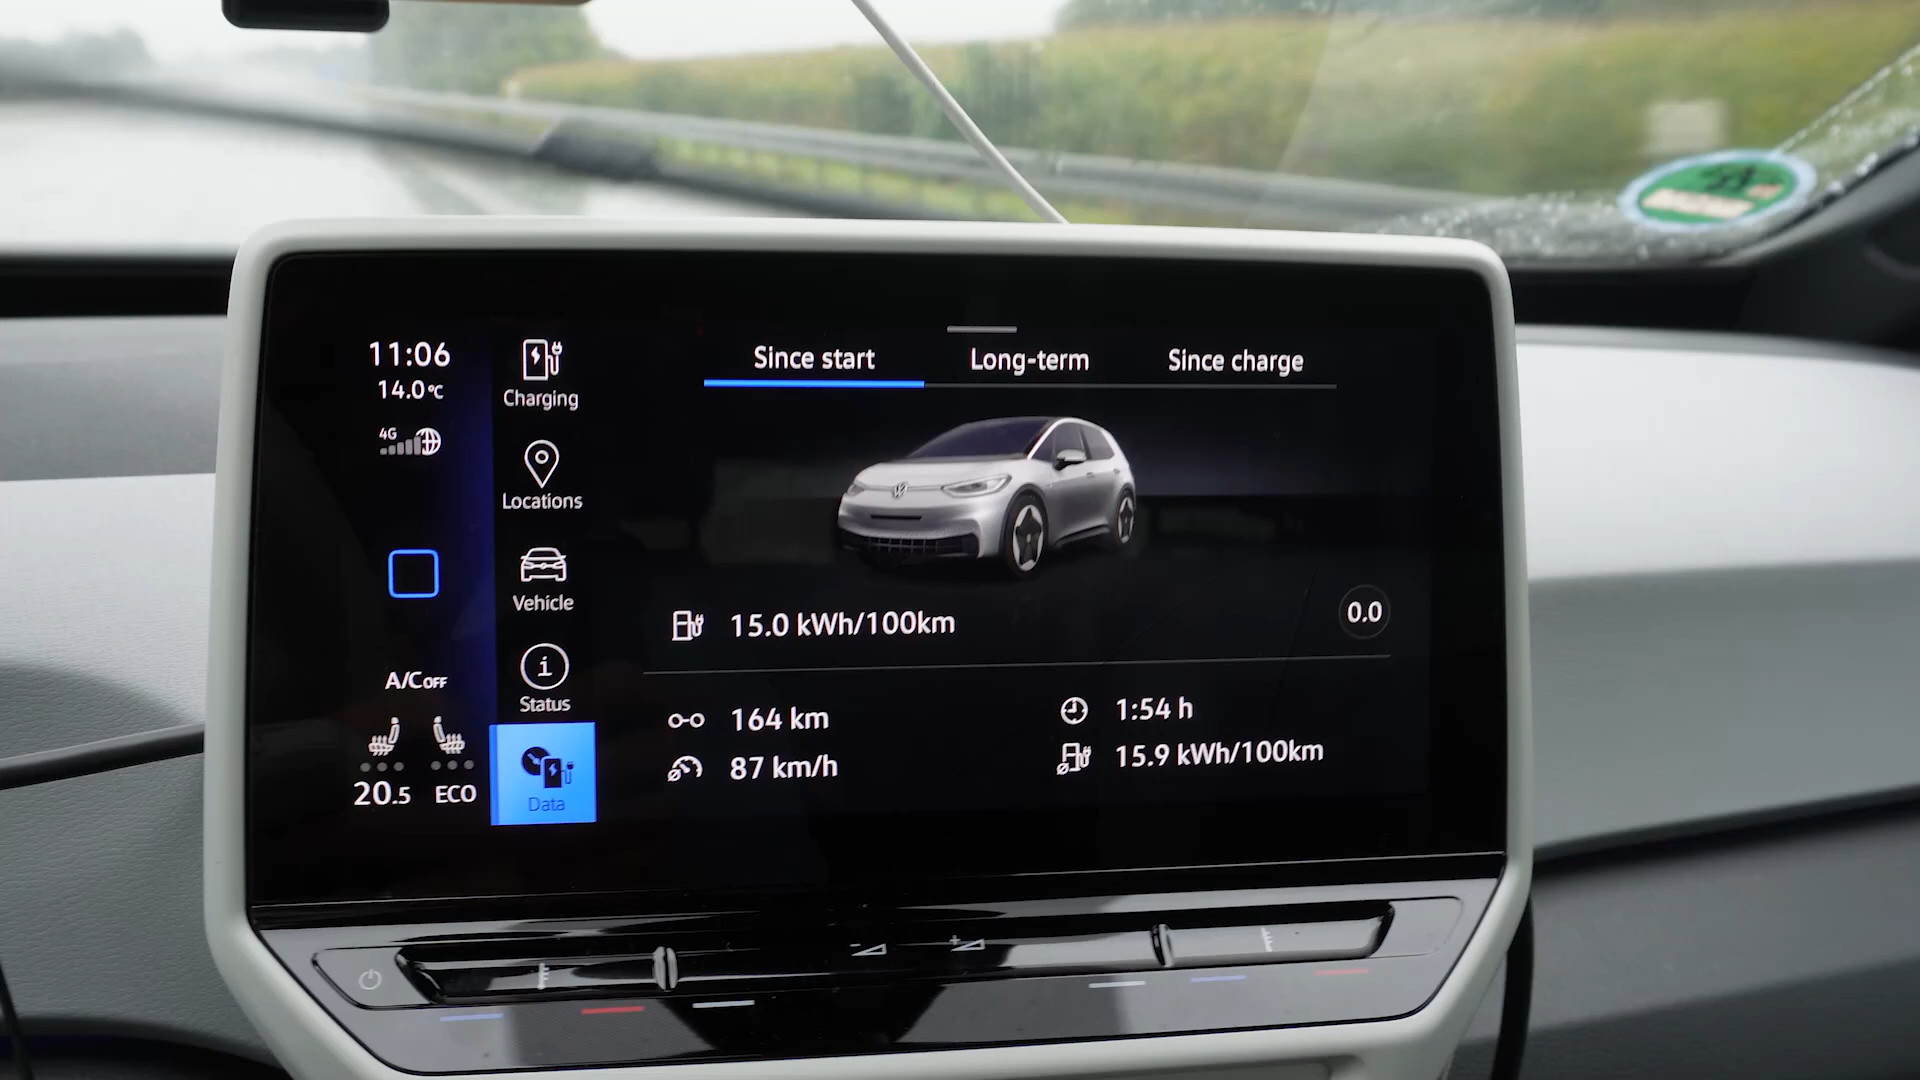 11:06
14.0°C
4G
A/C OFF
20.5 ECO
Charging
Locations
Vehicle
Status
Data
Since start Long-term Since charge
15.0 kWh/100km
0.0
164 km
1:54 h
87 km/h
15.9 kWh/100km